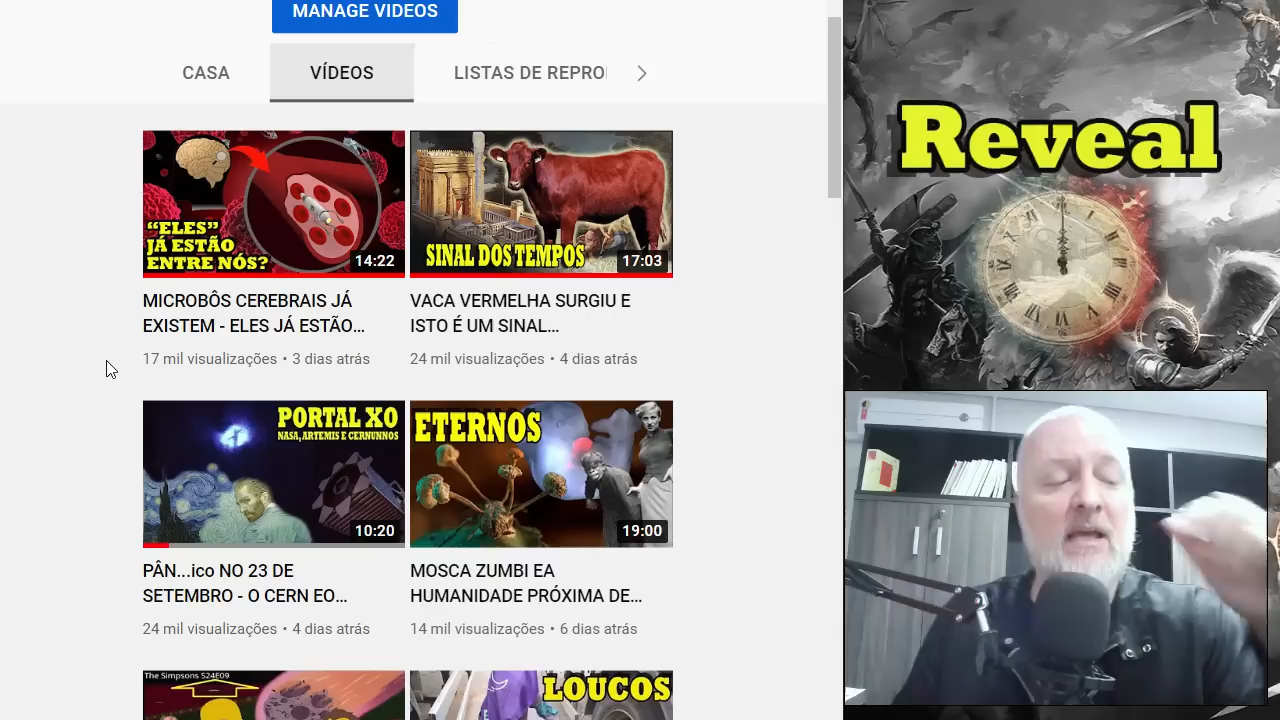 MANAGE VIDEOS
CASA
VÍDEOS
LISTAS DE REPRO
Reveal
"ELES"
JÁ ESTÃO
ENTRE NÓS?
14:22
SINAL DOS TEMPOS
17:03
MICROBÔS CEREBRAIS JÁ
EXISTEM - ELES JÁ ESTÃO...
17 mil visualizações • 3 dias atrás
VACA VERMELHA SURGIU E
ISTO É UM SINAL...
24 mil visualizações • 4 dias atrás
PORTAL XO
NASA, ARTEMIS E CERNUNNOS
10:20
ETERNOS
19:00
PÂN...ico NO 23 DE
SETEMBRO - O CERN EO...
24 mil visualizações • 4 dias atrás
MOSCA ZUMBI EA
HUMANIDADE PRÓXIMA DE...
14 mil visualizações • 6 dias atrás
The Simpsons S24E09
LOUCOS